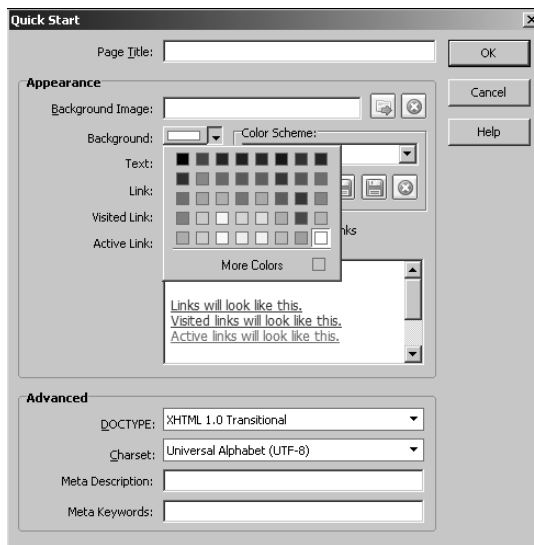 Quick Start
Page Title:
OK
Appearance
Cancel
Background Image:
Background:
Color Scheme:
Help
Text:
Link:
Visited Link:
nks
Active Link:
More Colors
Links will look like this.
Visited links will look like this.
Active links will look like this.
Advanced
DOCTYPE: XHTML 1.0 Transitional
Charset: Universal Alphabet (UTF-8)
Meta Description:
Meta Keywords: